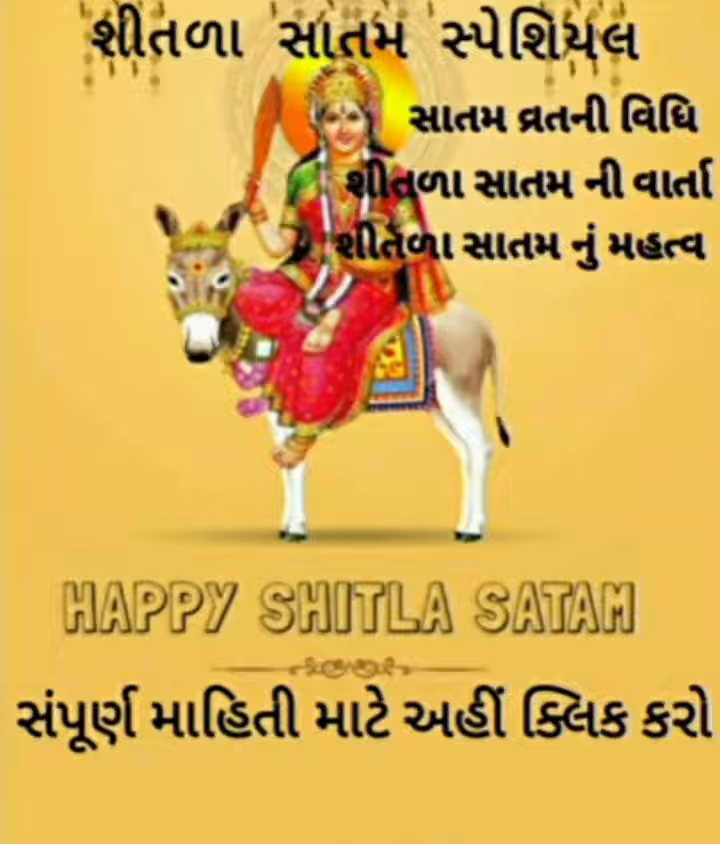 શીતળા સાતમ સ્પેશિયલ
સાતમ વ્રતની વિધિ
શીતળા સાતમ ની વાર્તા
શીતળા સાતમ નું મહત્વ
HAPPY SHITLA SATAM
સંપૂર્ણ માહિતી માટે અહીં ક્લિક કરો